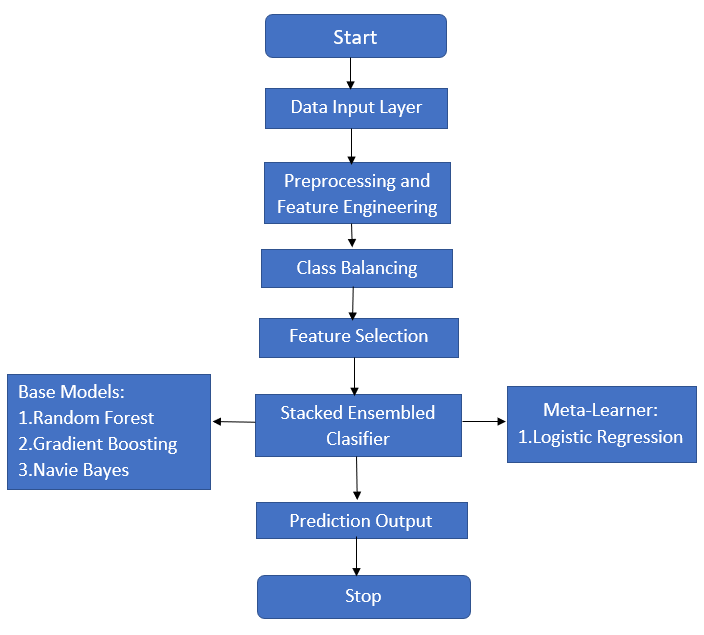 Start
Data Input Layer
Preprocessing and
Feature Engineering
Class Balancing
Feature Selection
Base Models:
1.Random Forest
2.Gradient Boosting
3.Navie Bayes
Stacked Ensembled
Clasifier
Meta-Learner:
1.Logistic Regression
Prediction Output
Stop